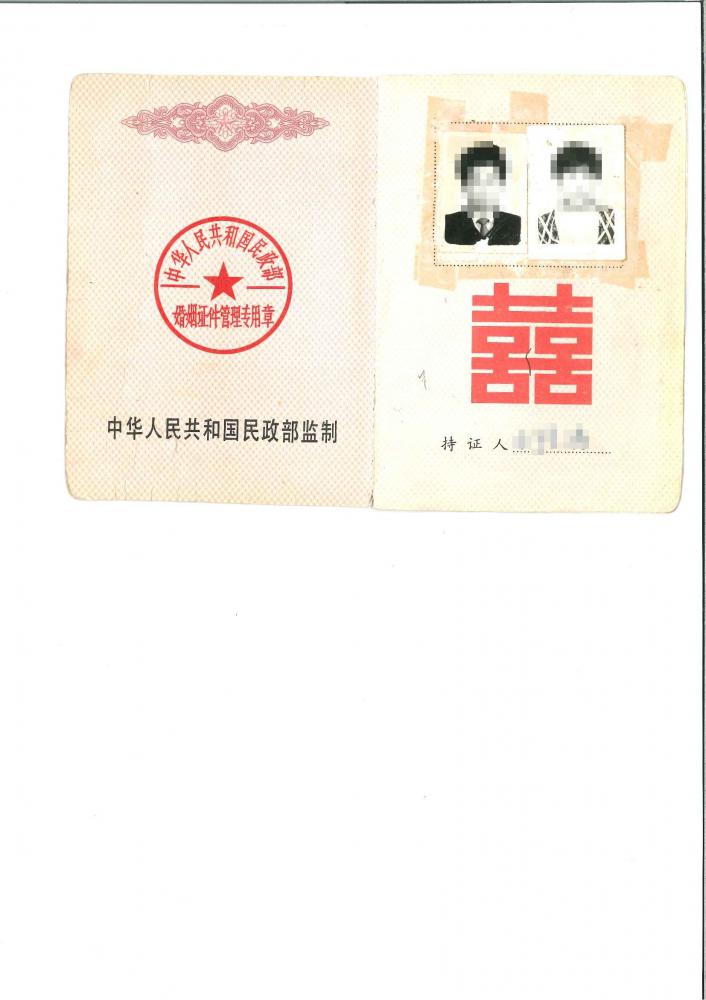 中华人民共和国民政部
婚姻证件管理专用章
中华人民共和国民政部监制
囍
持证人